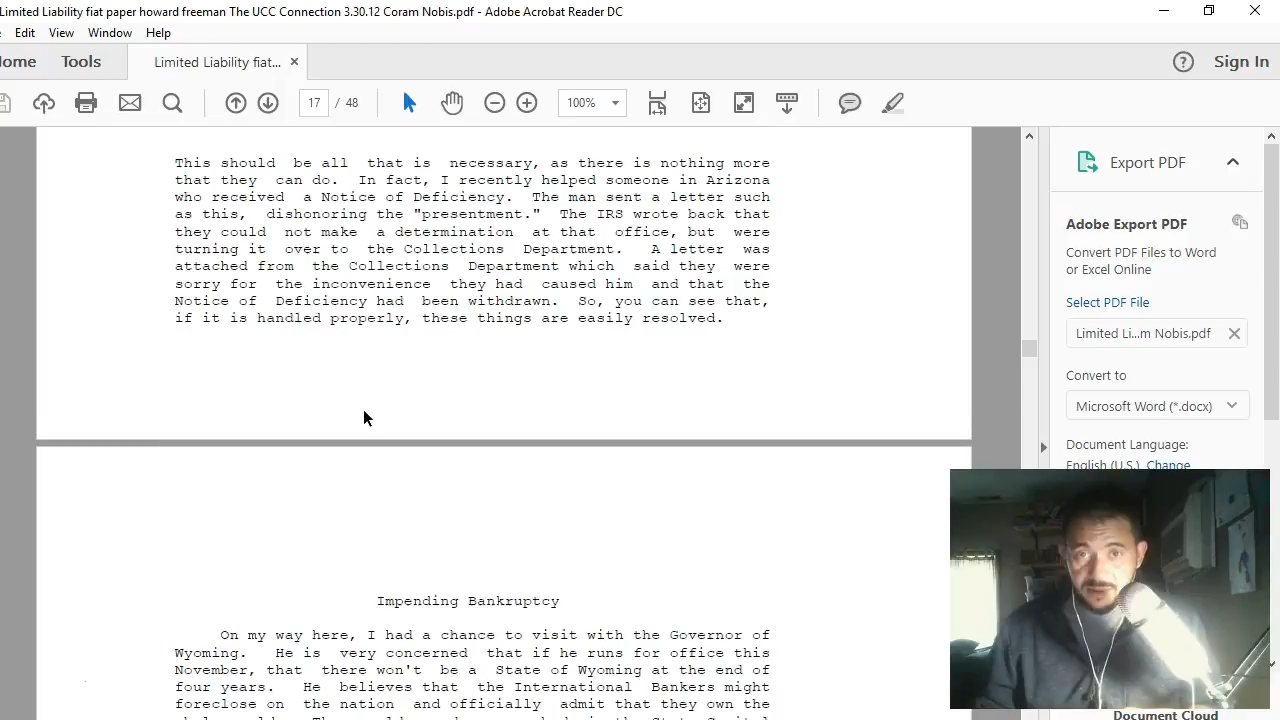 Limited Liability fiat paper howard freeman The UCC Connection 3.30.12 Coram Nobis.pdf - Adobe Acrobat Reader DC
Edit View Window Help
ome Tools Limited Liability fiat... × ? Sign In
17 / 48 100%
This should be all that is necessary, as there is nothing more
that they can do. In fact, I recently helped someone in Arizona
who received a Notice of Deficiency. The man sent a letter such
as this, dishonoring the "presentment." The IRS wrote back that
they could not make a determination at that office, but were
turning it over to the Collections Department. A letter was
attached from the Collections Department which said they were
sorry for the inconvenience they had caused him and that the
Notice of Deficiency had been withdrawn. So, you can see that,
if it is handled properly, these things are easily resolved.
Impending Bankruptcy
On my way here, I had a chance to visit with the Governor of
Wyoming. He is very concerned that if he runs for office this
November, that there won't be a State of Wyoming at the end of
four years. He believes that the International Bankers might
foreclose on the nation and officially admit that they own the
Export PDF
Adobe Export PDF
Convert PDF Files to Word
or Excel Online
Select PDF File
Limited Li...m Nobis.pdf
Convert to
Microsoft Word (*.docx)
Document Language:
English (U.S.) Change
Document Cloud